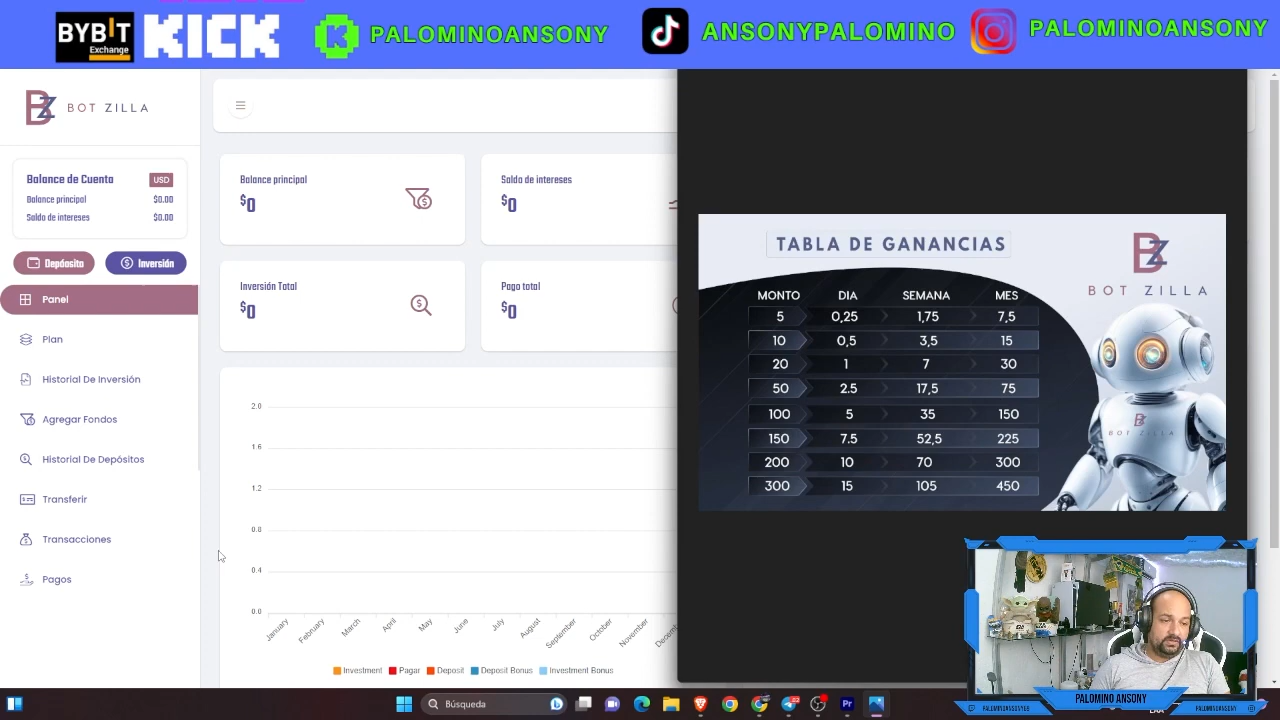 BYBIT
Exchange
KICK
PALOMINOANSONY
ANSONYPALOMINO
PALOMINOANSONY
BZ
BOT ZILLA
Balance de Cuenta USD
Balance principal $0.00
Saldo de intereses $0.00
Depósito
Inversión
Panel
Plan
Historial De Inversión
Agregar Fondos
Historial De Depósitos
Transferir
Transacciones
Pagos
Balance principal
$0
Saldo de intereses
$0
Inversión Total
$0
Pago total
$0
2.0
1.6
1.2
0.8
0.4
0.0
January February March April May June July August September October November
Investment Pagar Deposit Deposit Bonus Investment Bonus
TABLA DE GANANCIAS
BZ
BOT ZILLA
MONTO DIA SEMANA MES
5 0,25 1,75 7,5
10 0,5 3,5 15
20 1 7 30
50 2.5 17,5 75
100 5 35 150
150 7.5 52,5 225
200 10 70 300
300 15 105 450
BZ
BOT ZILLA
PALOMINO ANSONY
PALOMINOANSONY
Búsqueda